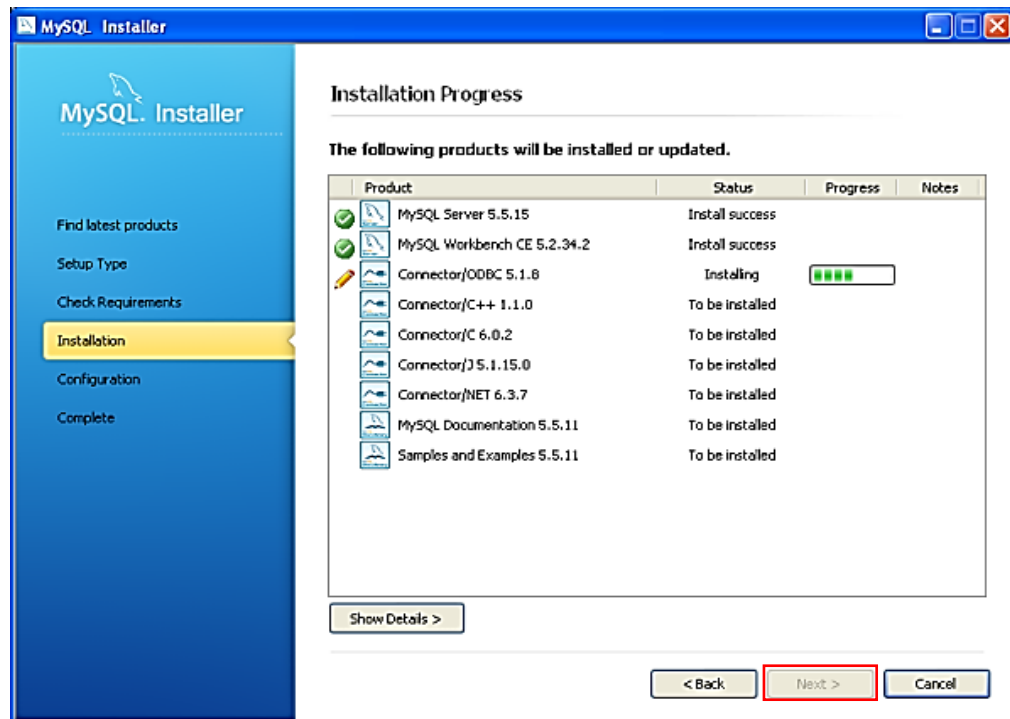 MySQL Installer
MySQL. Installer
Find latest products
Setup Type
Check Requirements
Installation
Configuration
Complete
Installation Progress
The following products will be installed or updated.
Product Status Progress Notes
MySQL Server 5.5.15 Install success
MySQL Workbench CE 5.2.34.2 Install success
Connector/ODBC 5.1.8 Installing
Connector/C++ 1.1.0 To be installed
Connector/C 6.0.2 To be installed
Connector/J 5.1.15.0 To be installed
Connector/NET 6.3.7 To be installed
MySQL Documentation 5.5.11 To be installed
Samples and Examples 5.5.11 To be installed
Show Details >
< Back Next > Cancel